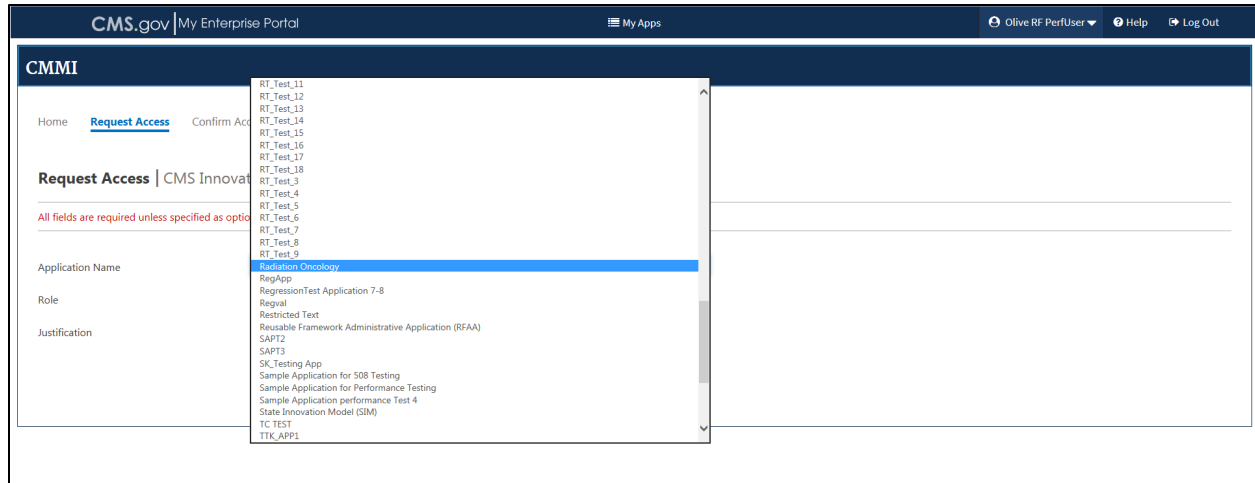 CMS.gov My Enterprise Portal My Apps Olive RF PerfUser Help Log Out
CMMI
Home Request Access Confirm Acc
Request Access | CMS Innovat
All fields are required unless specified as optio
Application Name
Role
Justification
RT_Test_11
RT_Test_12
RT_Test_13
RT_Test_14
RT_Test_15
RT_Test_16
RT_Test_17
RT_Test_18
RT_Test_3
RT_Test_4
RT_Test_5
RT_Test_6
RT_Test_7
RT_Test_8
RT_Test_9
Radiation Oncology
RegApp
RegressionTest Application 7-8
Regval
Restricted Text
Reusable Framework Administrative Application (RFAA)
SAPT2
SAPT3
SK_Testing App
Sample Application for 508 Testing
Sample Application for Performance Testing
Sample Application performance Test 4
State Innovation Model (SIM)
TC TEST
TTK_APP1